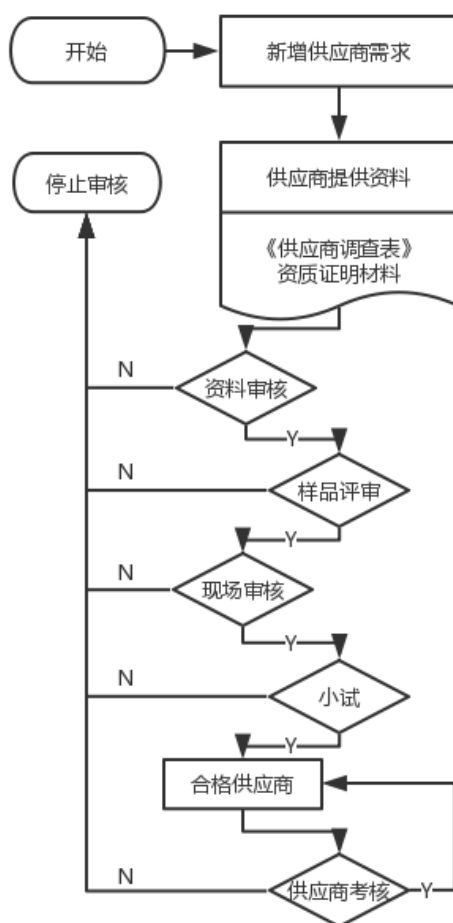 开始
新增供应商需求
供应商提供资料
停止审核
《供应商调查表》
资质证明材料
N
资料审核
Y
N
样品评审
Y
N
现场审核
Y
N
小试
Y
合格供应商
N
供应商考核
Y